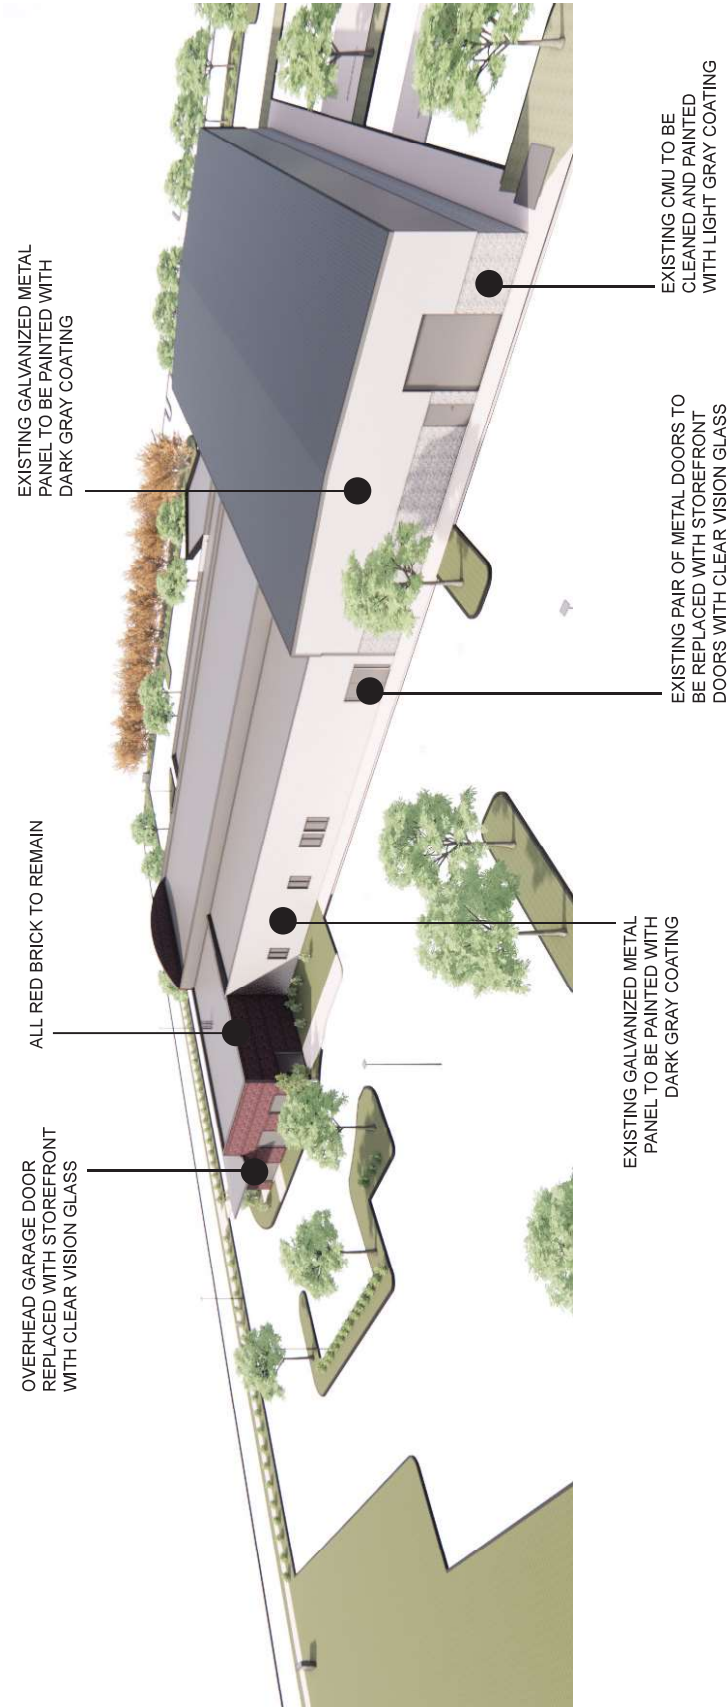 OVERHEAD GARAGE DOOR
REPLACED WITH STOREFRONT
WITH CLEAR VISION GLASS
ALL RED BRICK TO REMAIN
EXISTING GALVANIZED METAL
PANEL TO BE PAINTED WITH
DARK GRAY COATING
EXISTING GALVANIZED METAL
PANEL TO BE PAINTED WITH
DARK GRAY COATING
EXISTING PAIR OF METAL DOORS TO
BE REPLACED WITH STOREFRONT
DOORS WITH CLEAR VISION GLASS
EXISTING CMU TO BE
CLEANED AND PAINTED
WITH LIGHT GRAY COATING